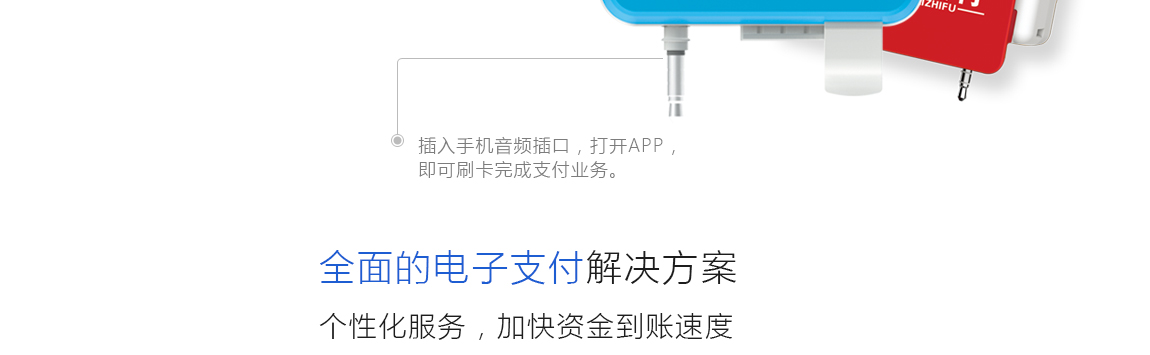 插入手机音频插口，打开APP，
即可刷卡完成支付业务。
全面的电子支付解决方案
个性化服务，加快资金到账速度